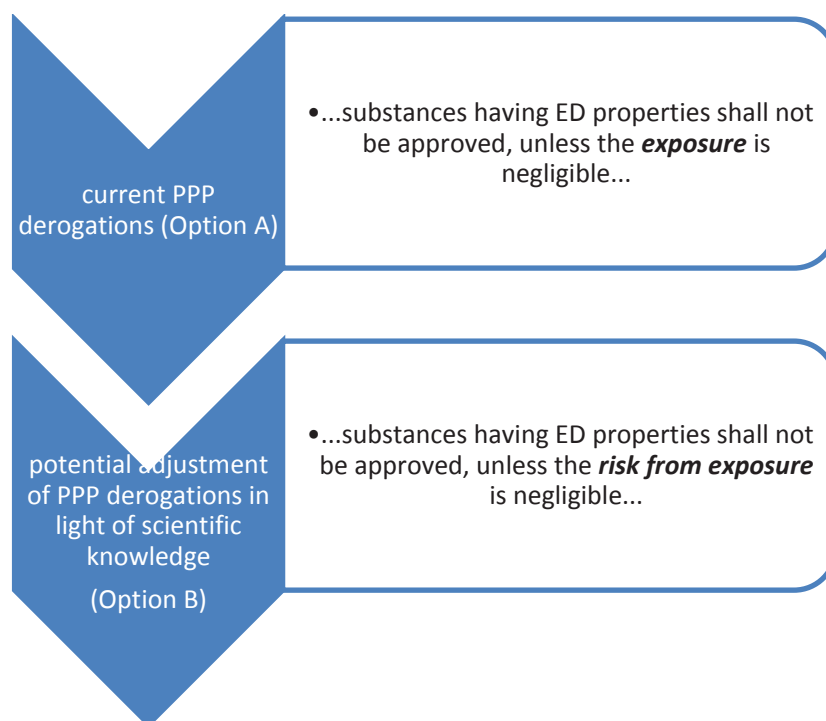 current PPP
derogations (Option A)
•...substances having ED properties shall not
be approved, unless the exposure is
negligible...
potential adjustment
of PPP derogations in
light of scientific
knowledge
(Option B)
•...substances having ED properties shall not
be approved, unless the risk from exposure
is negligible...